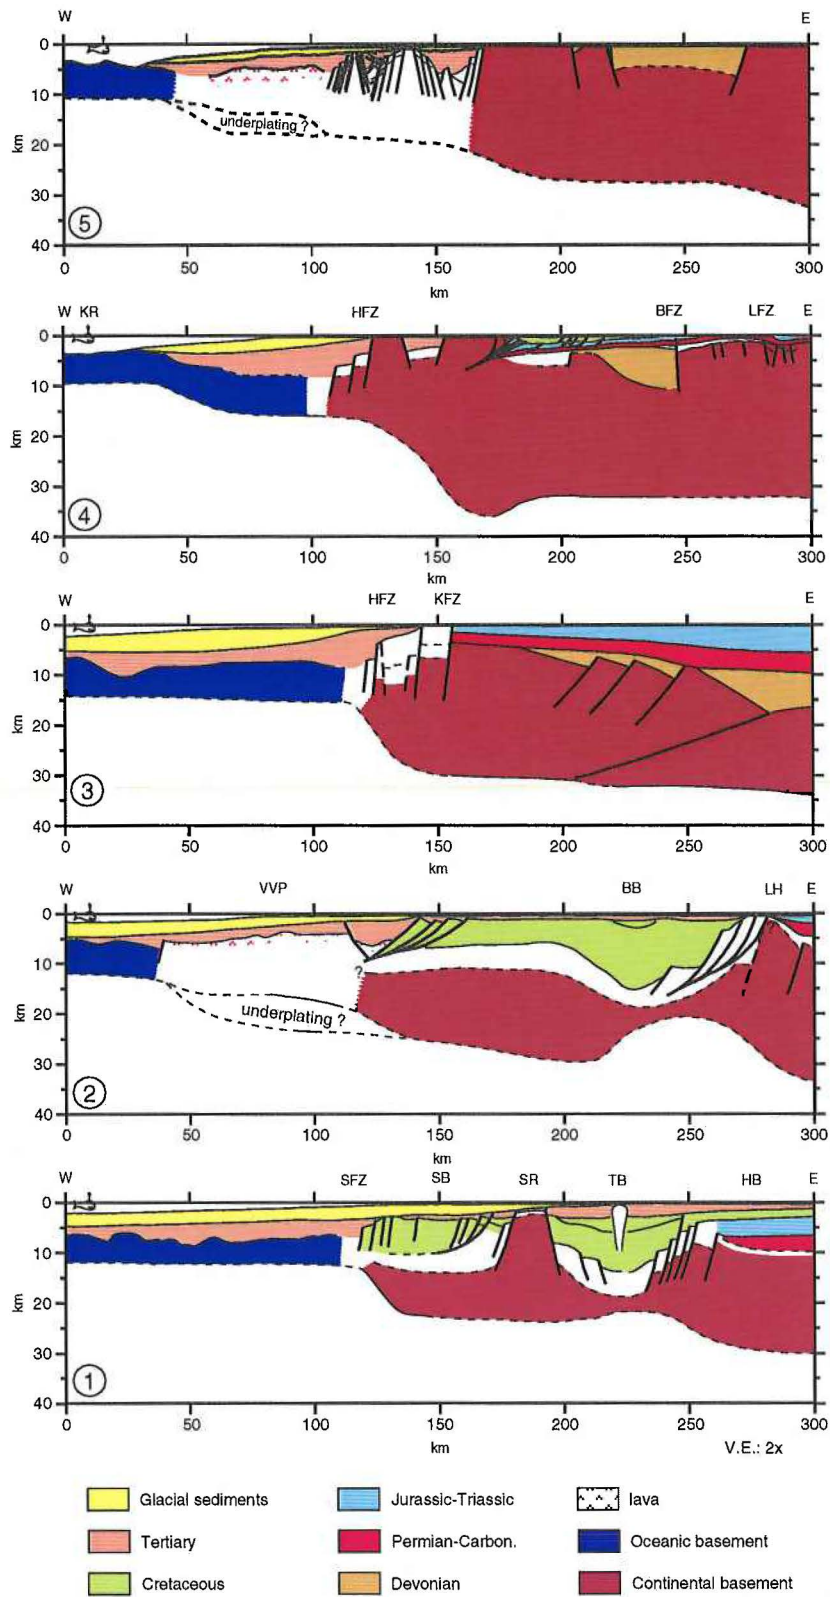 W E
0
10
20
30
40
km
underplating ?
5
0 50 100 150 200 250 300
km
W KR HFZ BFZ LFZ E
0
10
20
30
40
km
4
0 50 100 150 200 250 300
km
W HFZ KFZ E
0
10
20
30
40
km
3
0 50 100 150 200 250 300
km
W VVP BB LH E
0
10
20
30
40
km
?
underplating ?
2
0 50 100 150 200 250 300
km
W SFZ SB SR TB HB E
0
10
20
30
40
km
1
0 50 100 150 200 250 300
km V.E.: 2x
Glacial sediments Jurassic-Triassic lava
Tertiary Permian-Carbon. Oceanic basement
Cretaceous Devonian Continental basement